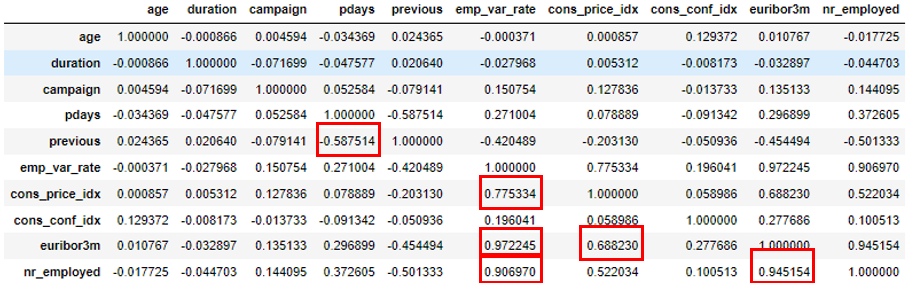 age duration campaign pdays previous emp_var_rate cons_price_idx cons_conf_idx euribor3m nr_employed
age 1.000000 -0.000866 0.004594 -0.034369 0.024365 -0.000371 0.000857 0.129372 0.010767 -0.017725
duration -0.000866 1.000000 -0.071699 -0.047577 0.020640 -0.027968 0.005312 -0.008173 -0.032897 -0.044703
campaign 0.004594 -0.071699 1.000000 0.052584 -0.079141 0.150754 0.127836 -0.013733 0.135133 0.144095
pdays -0.034369 -0.047577 0.052584 1.000000 -0.587514 0.271004 0.078889 -0.091342 0.296899 0.372605
previous 0.024365 0.020640 -0.079141 -0.587514 1.000000 -0.420489 -0.203130 -0.050936 -0.454494 -0.501333
emp_var_rate -0.000371 -0.027968 0.150754 0.271004 -0.420489 1.000000 0.775334 0.196041 0.972245 0.906970
cons_price_idx 0.000857 0.005312 0.127836 0.078889 -0.203130 0.775334 1.000000 0.058986 0.688230 0.522034
cons_conf_idx 0.129372 -0.008173 -0.013733 -0.091342 -0.050936 0.196041 0.058986 1.000000 0.277686 0.100513
euribor3m 0.010767 -0.032897 0.135133 0.296899 -0.454494 0.972245 0.688230 0.277686 1.000000 0.945154
nr_employed -0.017725 -0.044703 0.144095 0.372605 -0.501333 0.906970 0.522034 0.100513 0.945154 1.000000